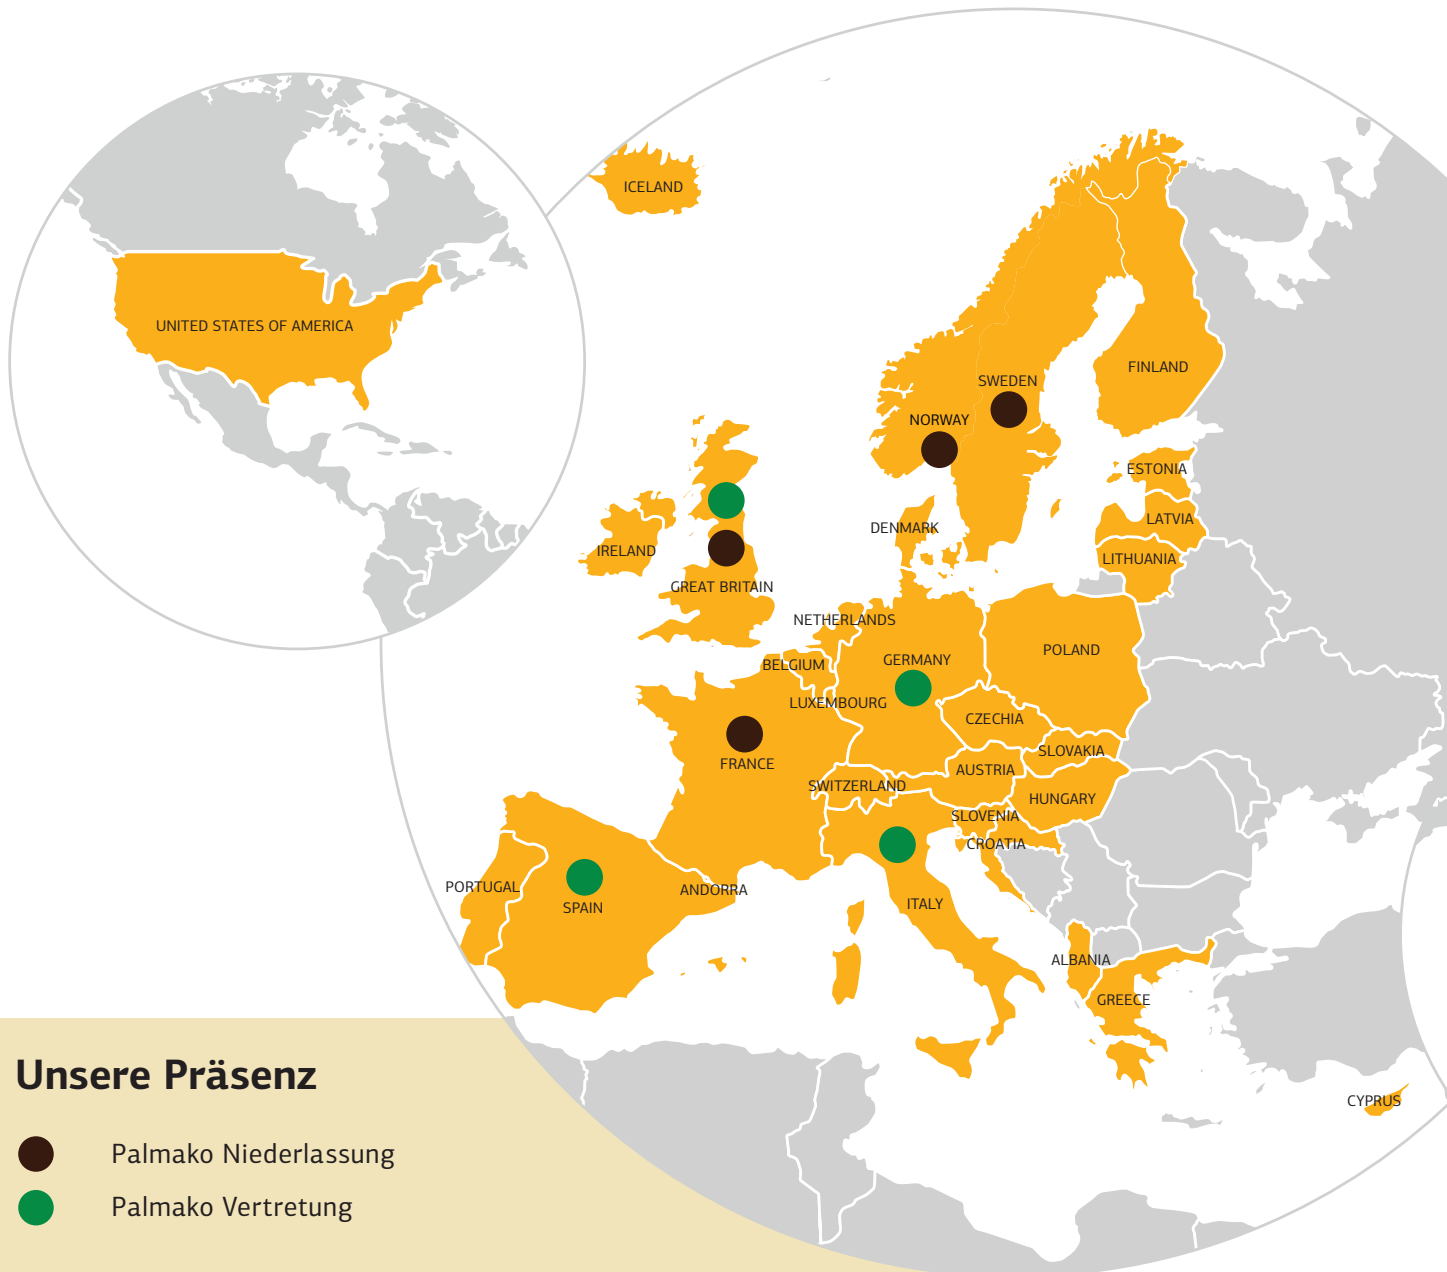 ICELAND
UNITED STATES OF AMERICA
FINLAND
SWEDEN
NORWAY
ESTONIA
LATVIA
DENMARK
IRELAND
LITHUANIA
GREAT BRITAIN
NETHERLANDS
POLAND
GERMANY
BELGIUM
LUXEMBOURG
CZECHIA
SLOVAKIA
FRANCE
AUSTRIA
SWITZERLAND
HUNGARY
SLOVENIA
CROATIA
PORTUGAL
ANDORRA
SPAIN
ITALY
ALBANIA
GREECE
CYPRUS
Unsere Präsenz
Palmako Niederlassung
Palmako Vertretung